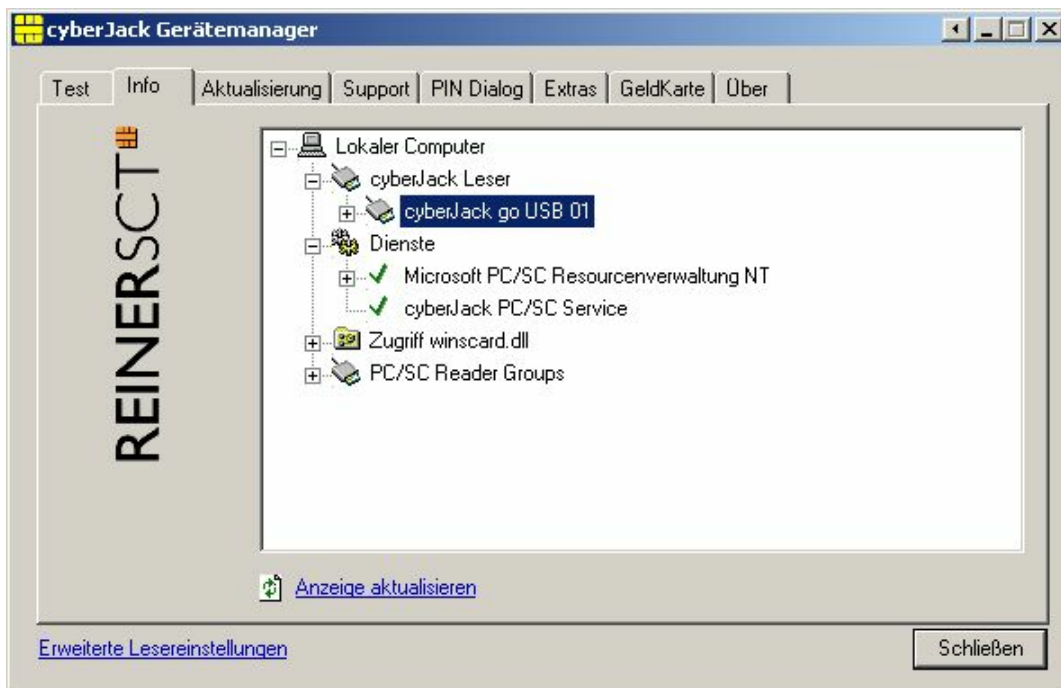 cyberJack Gerätemanager
Test Info Aktualisierung Support PIN Dialog Extras GeldKarte Über
REINERSCT
Lokaler Computer
cyberJack Leser
cyberJack go USB 01
Dienste
Microsoft PC/SC Resourcenverwaltung NT
cyberJack PC/SC Service
Zugriff winscard.dll
PC/SC Reader Groups
Anzeige aktualisieren
Erweiterte Lesereinstellungen
Schließen